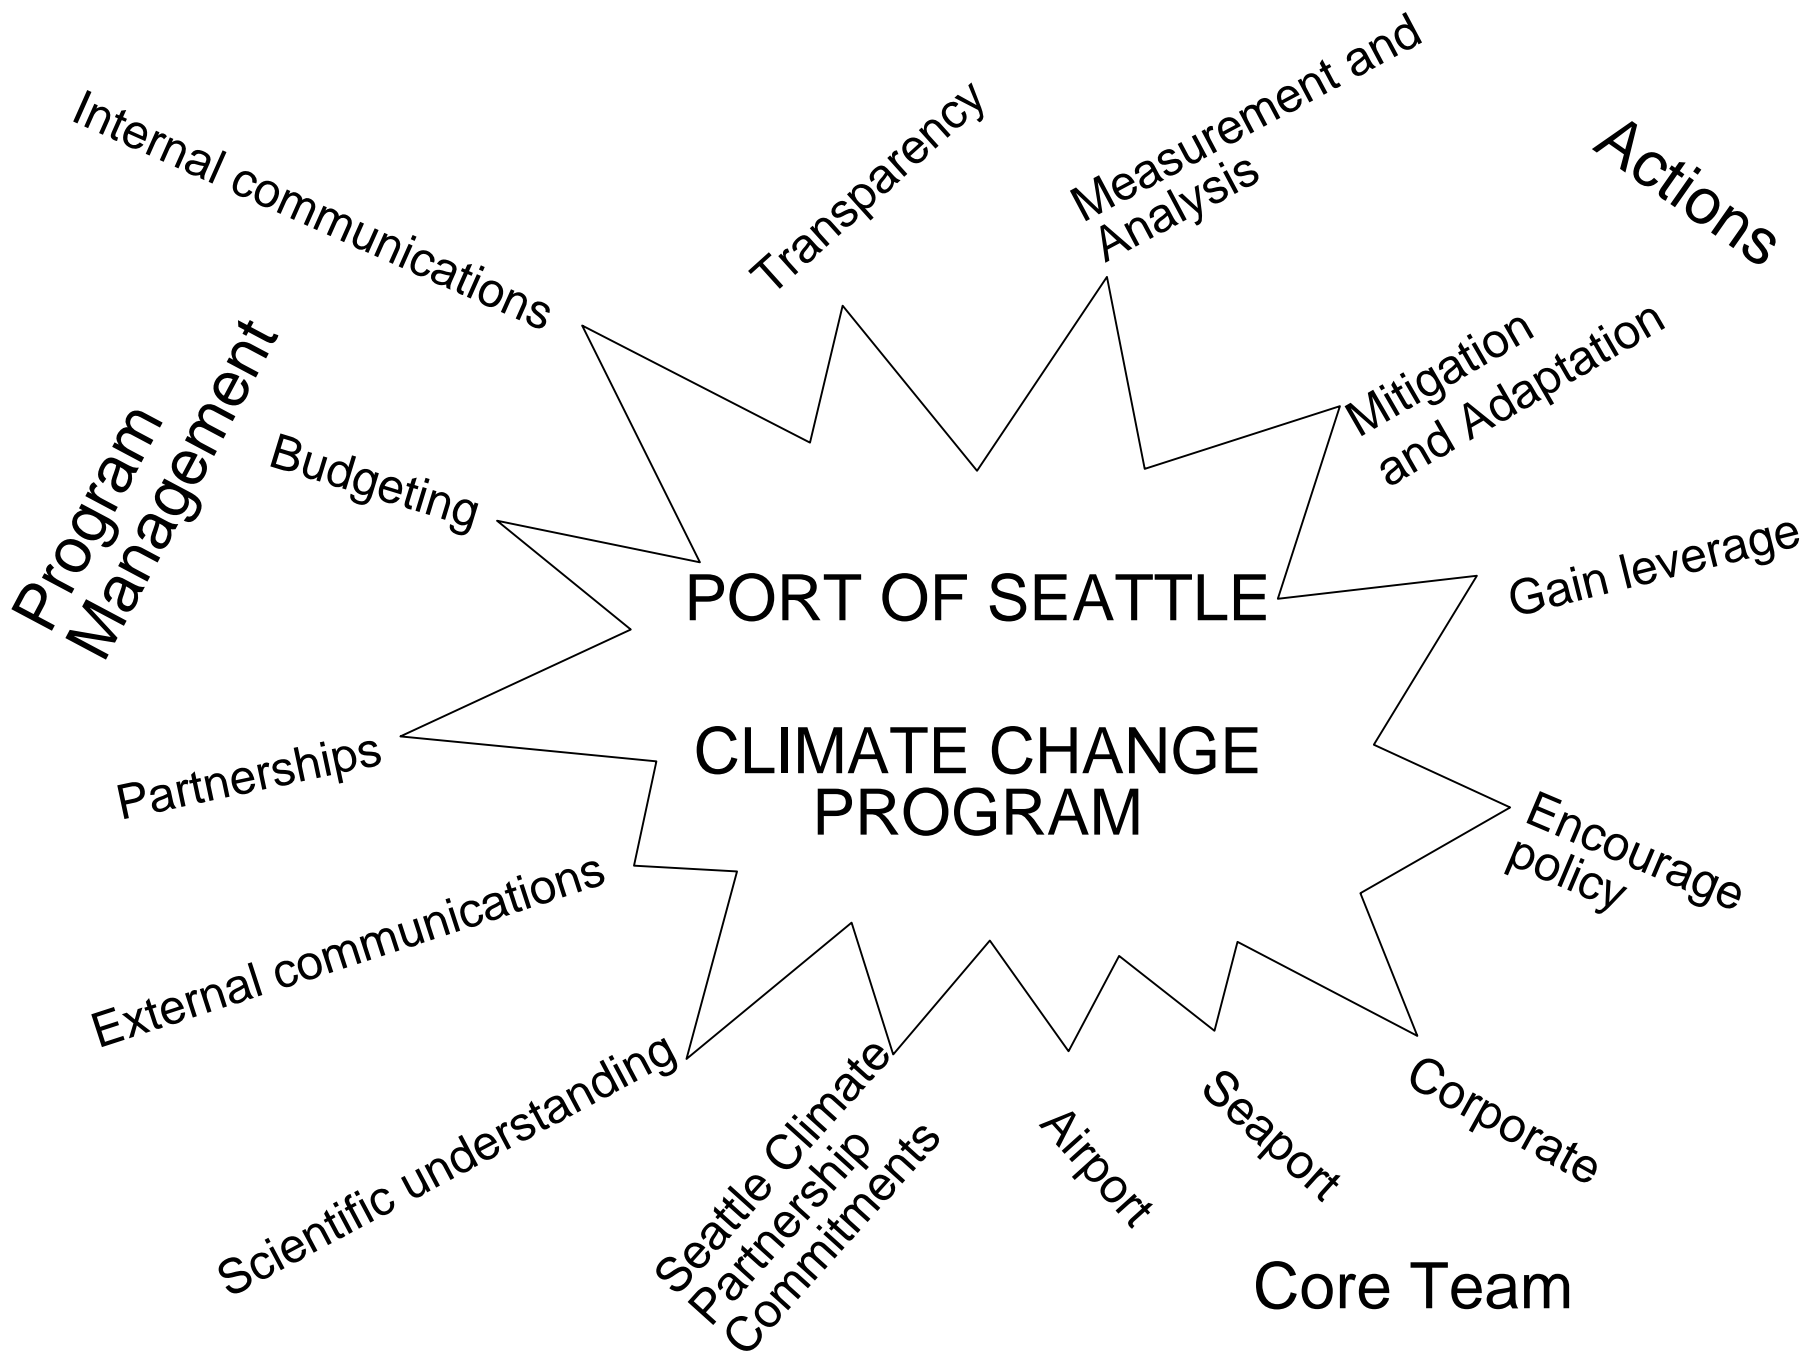 Internal communications
Transparency
Measurement and
Analysis
Actions
Mitigation
and Adaptation
Program
Management
Budgeting
Gain leverage
PORT OF SEATTLE
CLIMATE CHANGE
PROGRAM
Partnerships
Encourage
policy
External communications
Scientific understanding
Seattle Climate
Partnership
Commitments
Airport
Seaport
Corporate
Core Team